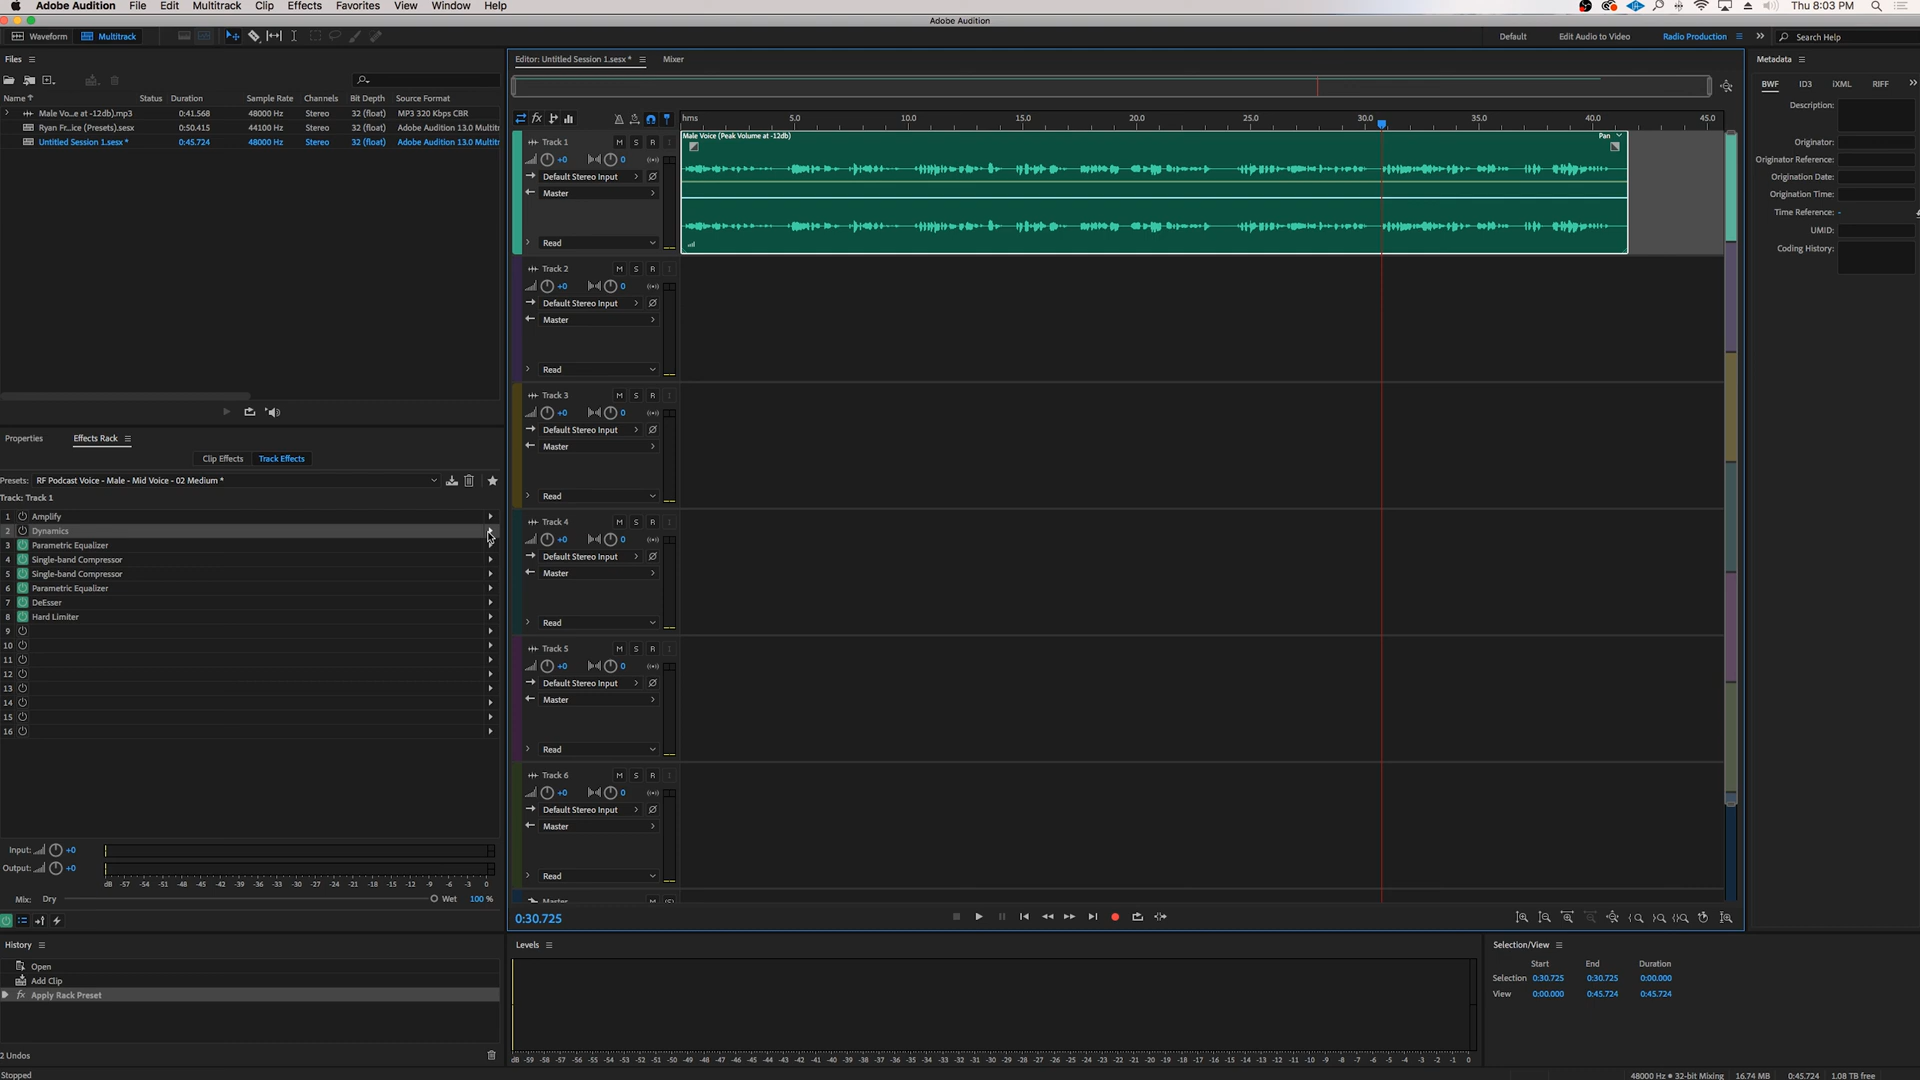 Adobe Audition File Edit Multitrack Clip Effects Favorites View Window Help
Thu 8:03 PM
Adobe Audition
Waveform Multitrack
Default Edit Audio to Video Radio Production Search Help
Files
Name Status Duration Sample Rate Channels Bit Depth Source Format
Male Vo...e at -12db).mp3 0:41.568 48000 Hz Stereo 32 (float) MP3 320 Kbps CBR
Ryan Fr...ice (Presets).sesx 0:50.415 44100 Hz Stereo 32 (float) Adobe Audition 13.0 Multitr
Untitled Session 1.sesx * 0:45.724 48000 Hz Stereo 32 (float) Adobe Audition 13.0 Multitr
Properties Effects Rack
Clip Effects Track Effects
Presets: RF Podcast Voice - Male - Mid Voice - 02 Medium *
Track: Track 1
1 Amplify
2 Dynamics
3 Parametric Equalizer
4 Single-band Compressor
5 Single-band Compressor
6 Parametric Equalizer
7 DeEsser
8 Hard Limiter
9
10
11
12
13
14
15
16
Input: +0
Output: +0
dB -57 -54 -51 -48 -45 -42 -39 -36 -33 -30 -27 -24 -21 -18 -15 -12 -9 -6 -3 0
Mix: Dry Wet 100 %
History
Open
Add Clip
Apply Rack Preset
2 Undos
Stopped
Editor: Untitled Session 1.sesx * Mixer
fx
hms 5.0 10.0 15.0 20.0 25.0 30.0 35.0 40.0 45.0
Male Voice (Peak Volume at -12db) Pan
Track 1 M S R I
+0 0
Default Stereo Input
Master
Read
Track 2 M S R I
+0 0
Default Stereo Input
Master
Read
Track 3 M S R I
+0 0
Default Stereo Input
Master
Read
Track 4 M S R I
+0 0
Default Stereo Input
Master
Read
Track 5 M S R I
+0 0
Default Stereo Input
Master
Read
Track 6 M S R I
+0 0
Default Stereo Input
Master
Read
Master M (S)
0:30.725
Levels
dB -59 -58 -57 -56 -55 -54 -53 -52 -51 -50 -49 -48 -47 -46 -45 -44 -43 -42 -41 -40 -39 -38 -37 -36 -35 -34 -33 -32 -31 -30 -29 -28 -27 -26 -25 -24 -23 -22 -21 -20 -19 -18 -17 -16 -15 -14 -13 -12 -11 -10 -9 -8 -7 -6 -5 -4 -3 -2 -1 0
Metadata
BWF ID3 iXML RIFF
Description:
Originator:
Originator Reference:
Origination Date:
Origination Time:
Time Reference: -
UMID:
Coding History:
Selection/View
Start End Duration
Selection 0:30.725 0:30.725 0:00.000
View 0:00.000 0:45.724 0:45.724
48000 Hz • 32-bit Mixing 16.74 MB 0:45.724 1.08 TB free